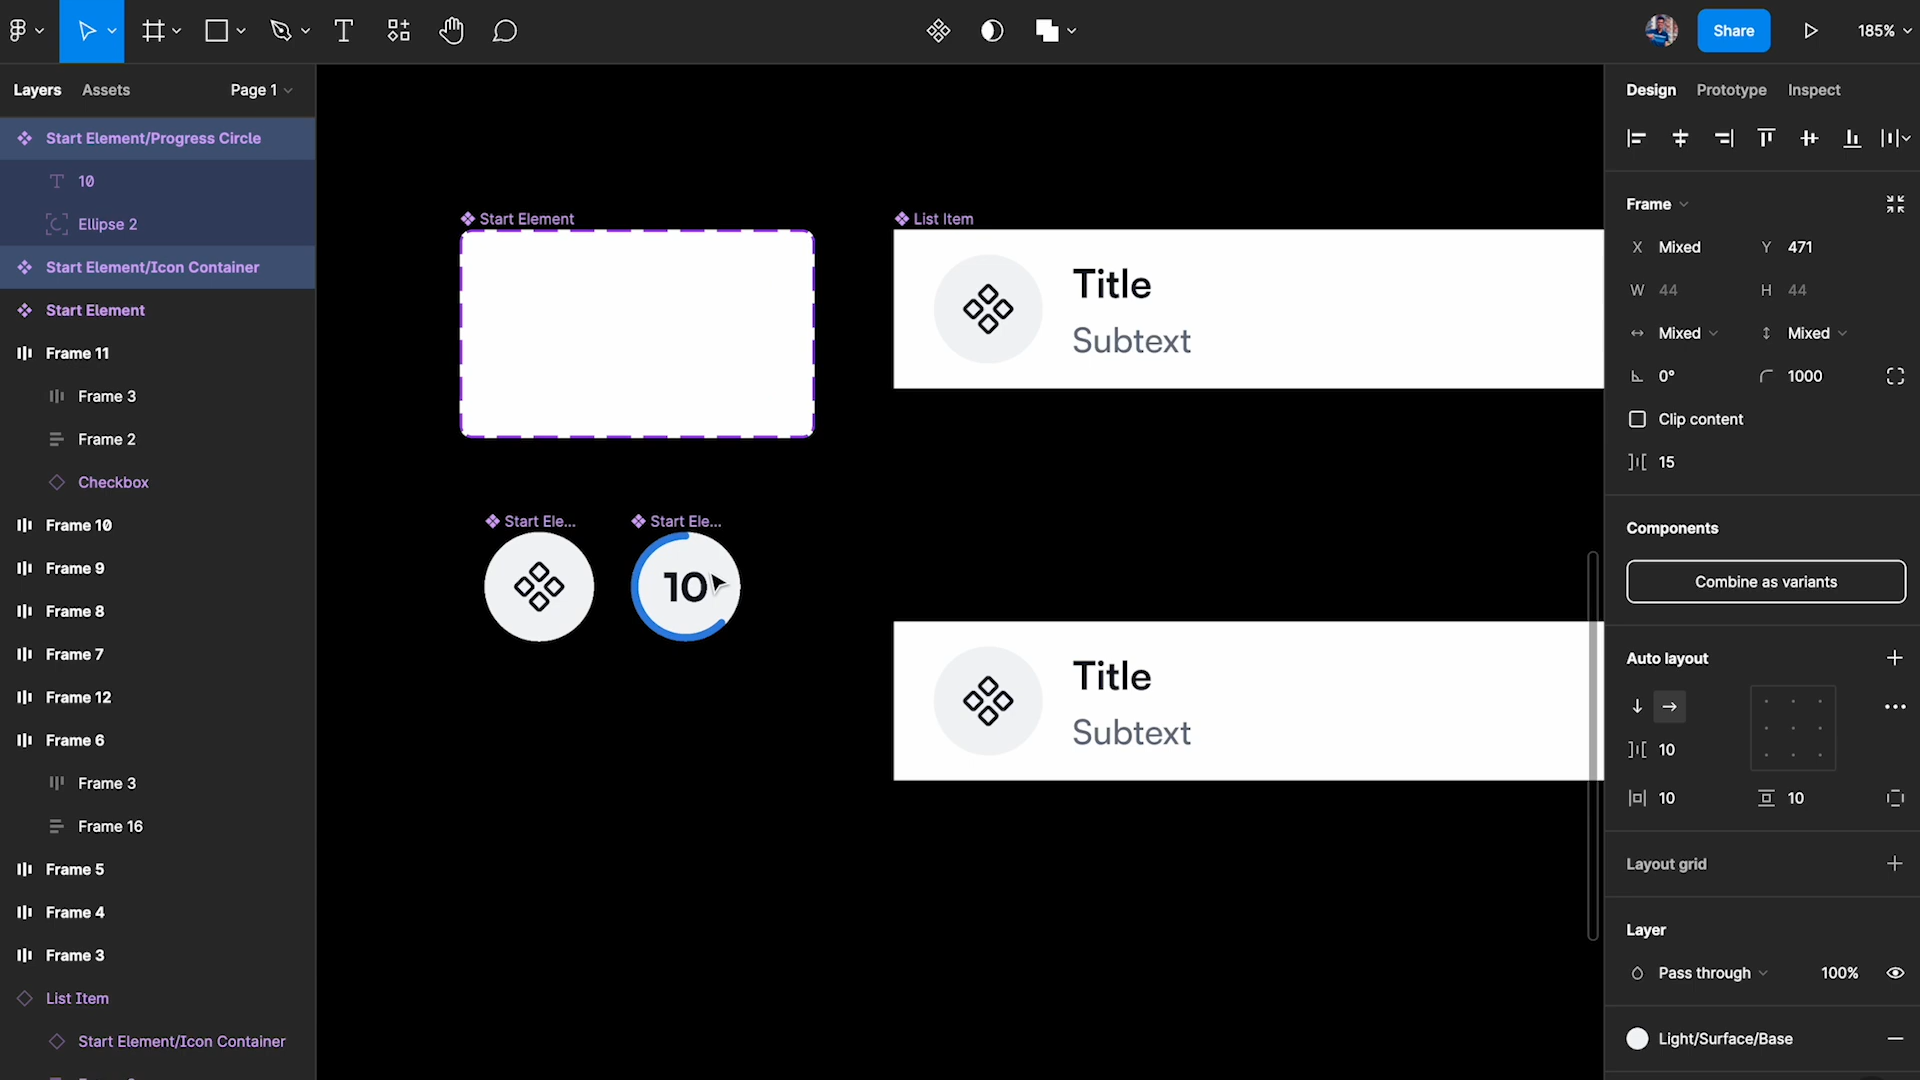 Share
185%
Layers
Assets
Page 1
Design
Prototype
Inspect
Start Element/Progress Circle
10
Ellipse 2
Start Element/Icon Container
Start Element
Frame 11
Frame 3
Frame 2
Checkbox
Frame 10
Frame 9
Frame 8
Frame 7
Frame 12
Frame 6
Frame 3
Frame 16
Frame 5
Frame 4
Frame 3
List Item
Start Element/Icon Container
Start Element
List Item
Title
Subtext
Start Ele...
Start Ele...
10
Title
Subtext
Frame
X Mixed
Y 471
W 44
H 44
Mixed
Mixed
0°
1000
Clip content
15
Components
Combine as variants
Auto layout
10
10
10
Layout grid
Layer
Pass through
100%
Light/Surface/Base